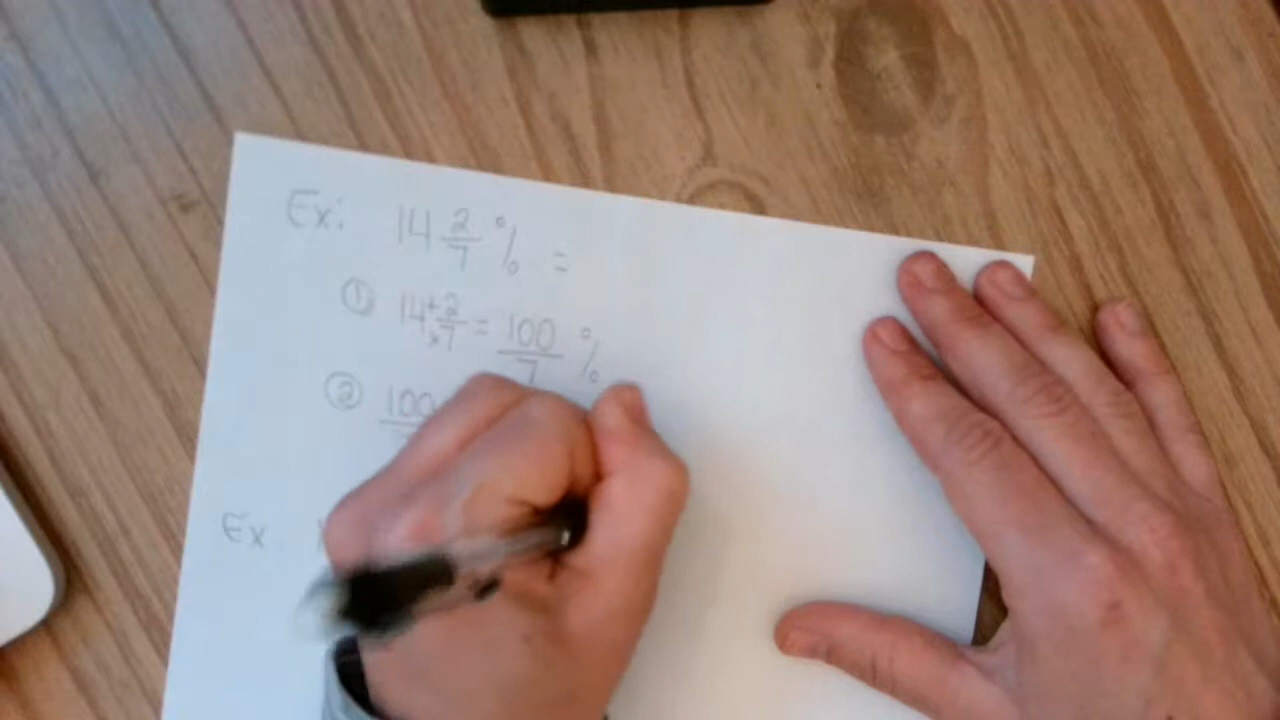 Ex: 14 2/7 % =
① 14 + 2/7 = 100/7 %
② 100
Ex